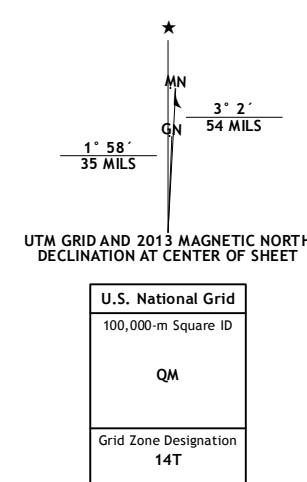 ★
MN
3° 2´
54 MILS
GN
1° 58´
35 MILS
UTM GRID AND 2013 MAGNETIC NORTH
DECLINATION AT CENTER OF SHEET
U.S. National Grid
100,000-m Square ID
QM
Grid Zone Designation
14T